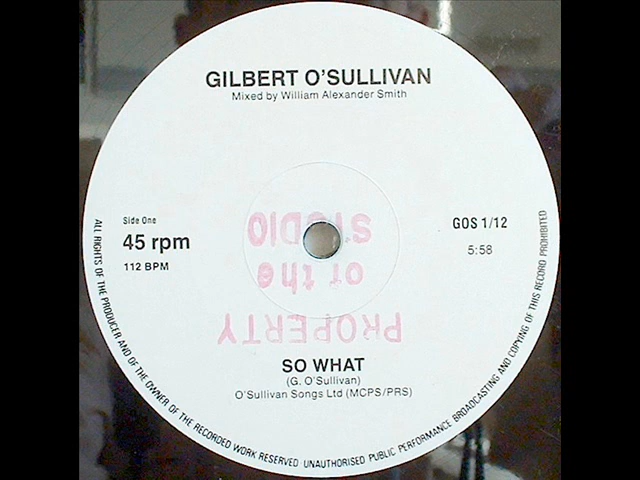 GILBERT O'SULLIVAN
Mixed by William Alexander Smith
Side One
45 rpm
112 BPM
GOS 1/12
5:58
PROPERTY
of the
STUDIO
SO WHAT
(G. O'Sullivan)
O'Sullivan Songs Ltd (MCPS/PRS)
ALL RIGHTS OF THE PRODUCER AND OF THE OWNER OF THE RECORDED WORK RESERVED UNAUTHORISED PUBLIC PERFORMANCE BROADCASTING AND COPYING OF THIS RECORD PROHIBITED